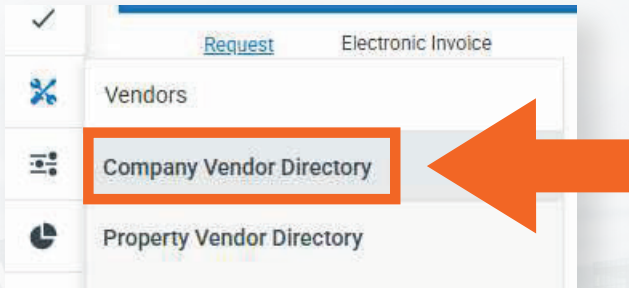 Request Electronic Invoice
Vendors
Company Vendor Directory
Property Vendor Directory